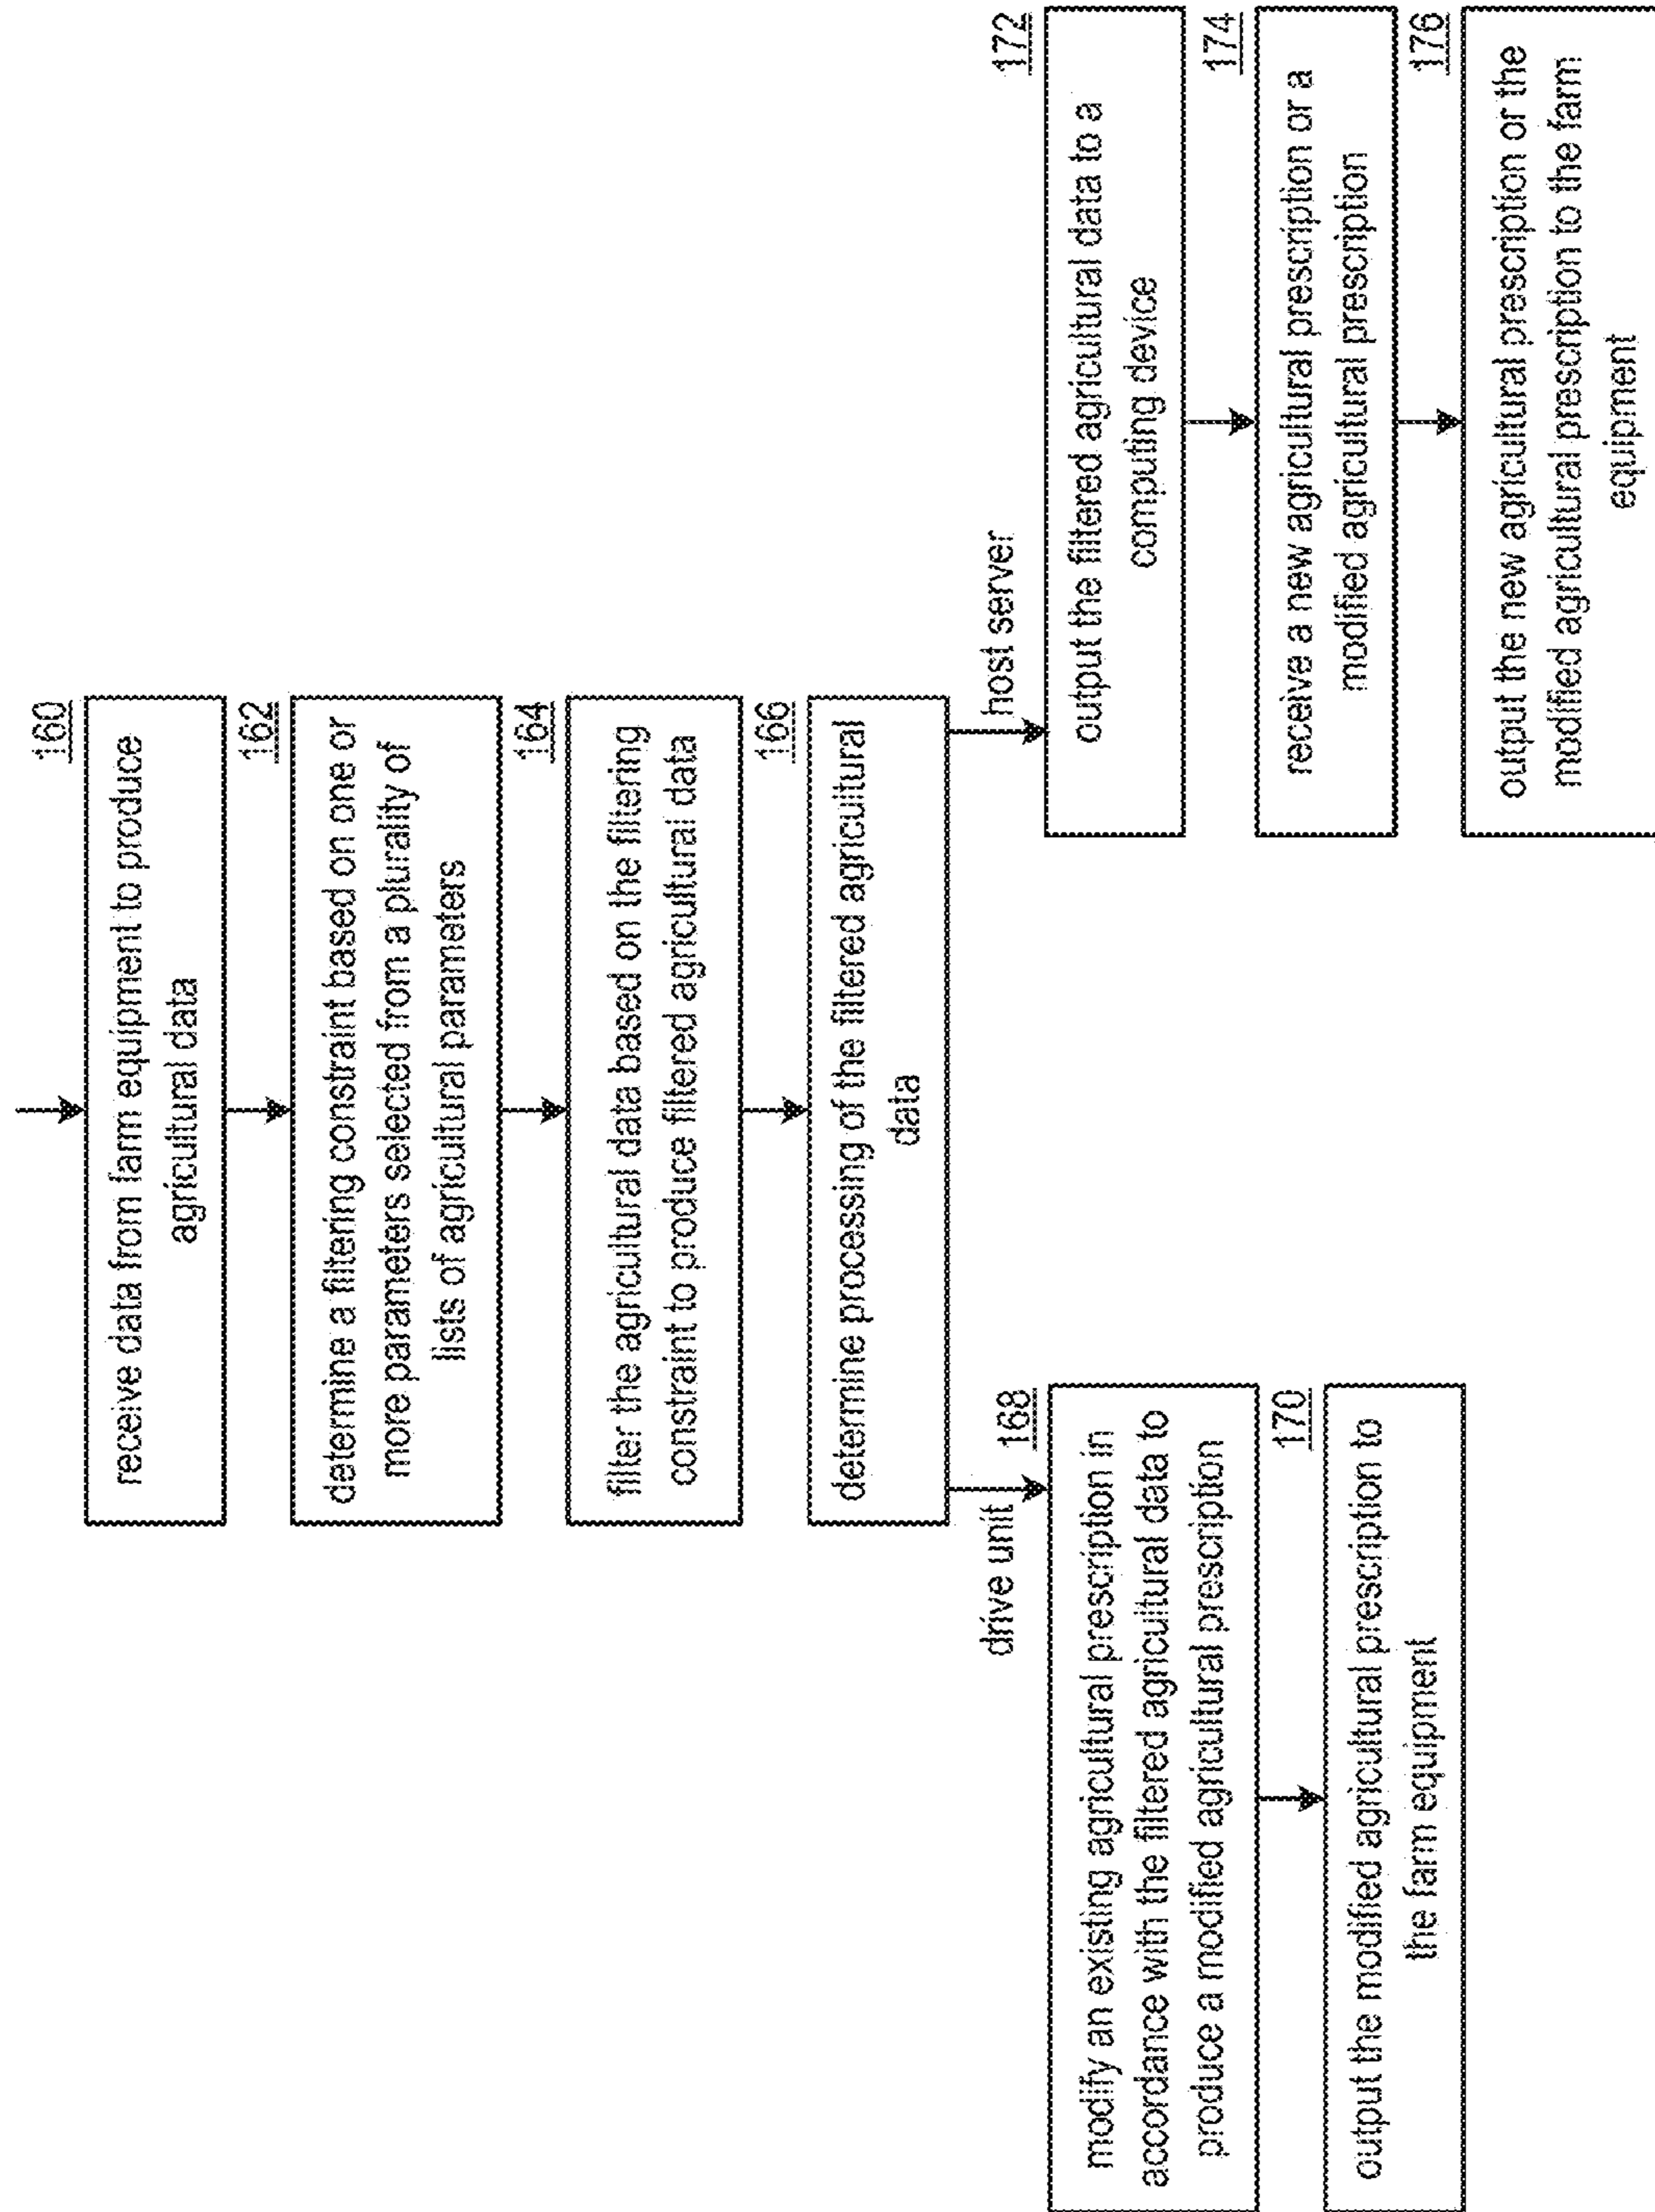 160
receive data from farm equipment to produce
agricultural data
162
determine a filtering constraint based on one or
more parameters selected from a plurality of
lists of agricultural parameters
164
filter the agricultural data based on the filtering
constraint to produce filtered agricultural data
166
determine processing of the filtered agricultural
data
drive unit
168
modify an existing agricultural prescription in
accordance with the filtered agricultural data to
produce a modified agricultural prescription
170
output the modified agricultural prescription to
the farm equipment
host server
172
output the filtered agricultural data to a
computing device
174
receive a new agricultural prescription or a
modified agricultural prescription
176
output the new agricultural prescription or the
modified agricultural prescription to the farm
equipment